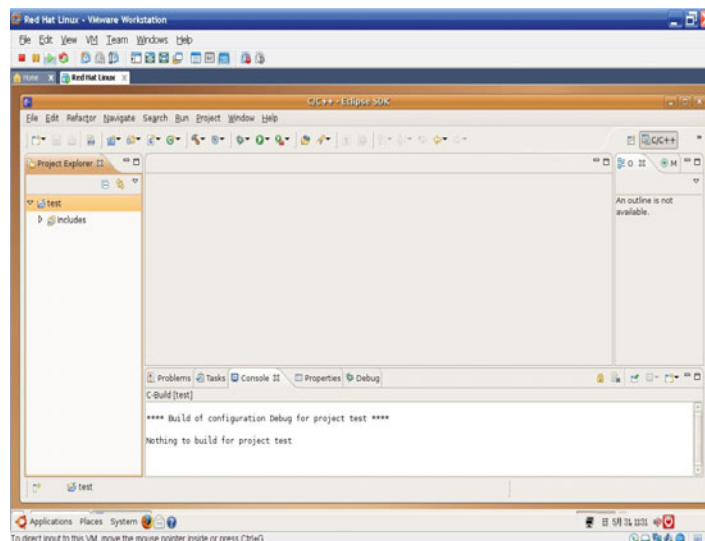 Red Hat Linux - VMware Workstation
File Edit View VM Team Windows Help
Home X Red Hat Linux X
C/C++ - Eclipse SDK
File Edit Refactor Navigate Search Run Project Window Help
C/C++
Project Explorer
O M
test
Includes
An outline is not
available.
Problems Tasks Console Properties Debug
C-Build [test]
**** Build of configuration Debug for project test ****
Nothing to build for project test
test
Applications Places System
To direct input to this VM, move the mouse pointer inside or press Ctrl+G.